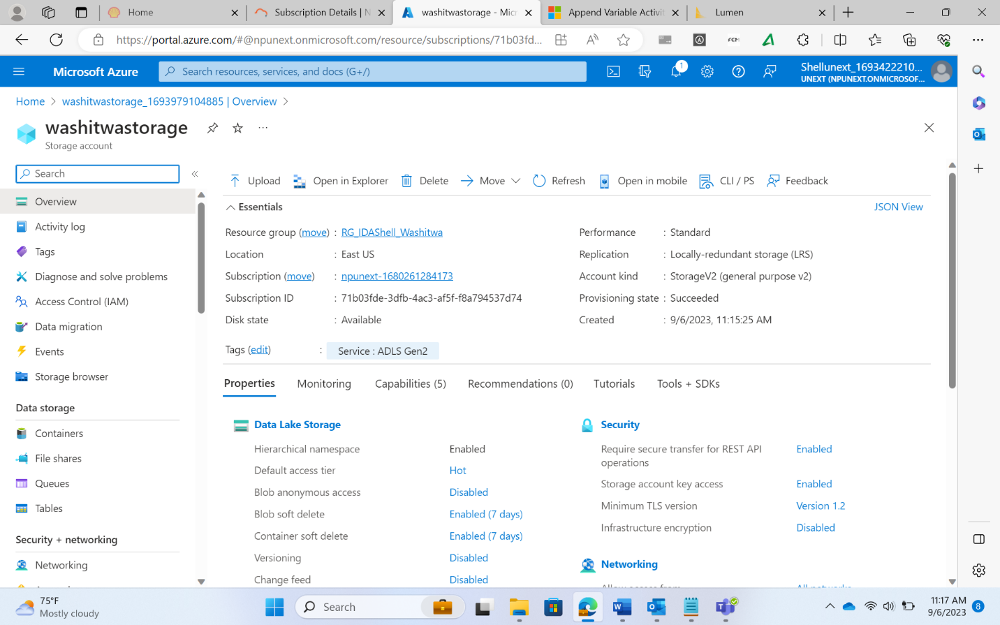 Home
Subscription Details | N
washitwastorage - Micr
Append Variable Activit
Lumen
https://portal.azure.com/#@npunext.onmicrosoft.com/resource/subscriptions/71b03fd...
FCM
Microsoft Azure
Search resources, services, and docs (G+/)
1
Shellunext_1693422210...
UNEXT (NPUNEXT.ONMICROSOF...
Home > washitwastorage_1693979104885 | Overview >
washitwastorage
Storage account
Search
Upload
Open in Explorer
Delete
Move
Refresh
Open in mobile
CLI / PS
Feedback
Overview
Activity log
Tags
Diagnose and solve problems
Access Control (IAM)
Data migration
Events
Storage browser
Data storage
Containers
File shares
Queues
Tables
Security + networking
Networking
Essentials
JSON View
Resource group (move) : RG_IDAShell_Washitwa
Location : East US
Subscription (move) : npunext-1680261284173
Subscription ID : 71b03fde-3dfb-4ac3-af5f-f8a794537d74
Disk state : Available
Performance : Standard
Replication : Locally-redundant storage (LRS)
Account kind : StorageV2 (general purpose v2)
Provisioning state : Succeeded
Created : 9/6/2023, 11:15:25 AM
Tags (edit) : Service : ADLS Gen2
Properties
Monitoring
Capabilities (5)
Recommendations (0)
Tutorials
Tools + SDKs
Data Lake Storage
Hierarchical namespace Enabled
Default access tier Hot
Blob anonymous access Disabled
Blob soft delete Enabled (7 days)
Container soft delete Enabled (7 days)
Versioning Disabled
Change feed Disabled
Security
Require secure transfer for REST API Enabled
operations
Storage account key access Enabled
Minimum TLS version Version 1.2
Infrastructure encryption Disabled
Networking
Allow access from All networks
75°F
Mostly cloudy
Search
11:17 AM
9/6/2023
8